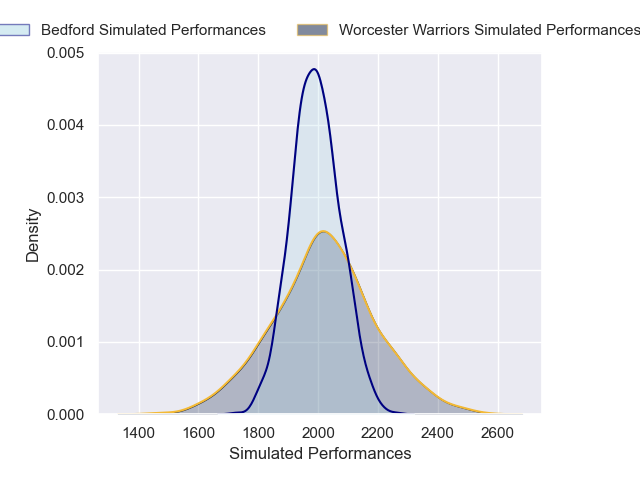 Bedford Simulated Performances
Worcester Warriors Simulated Performances
0.005
0.004
0.003
0.002
0.001
0.000
Density
1400 1600 1800 2000 2200 2400 2600
Simulated Performances